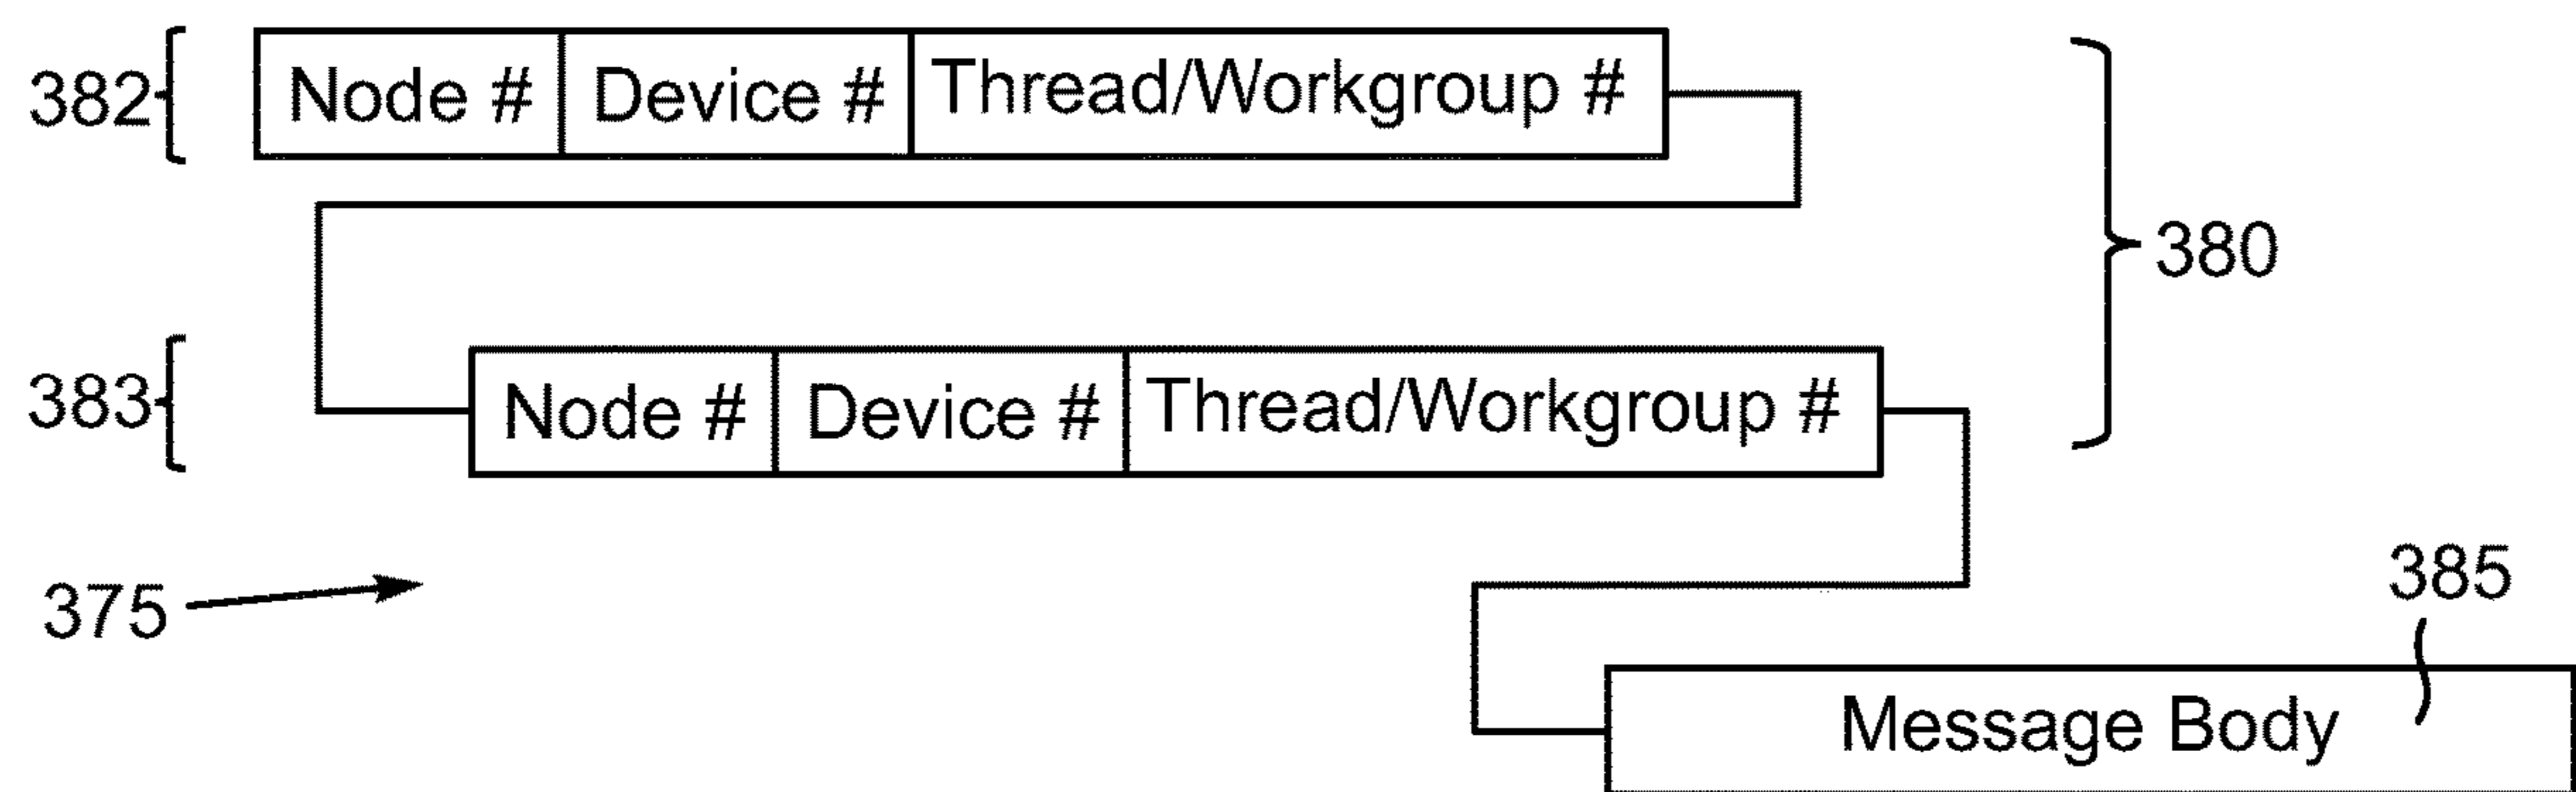 382 Node # Device # Thread/Workgroup #
380
383 Node # Device # Thread/Workgroup #
375
385
Message Body